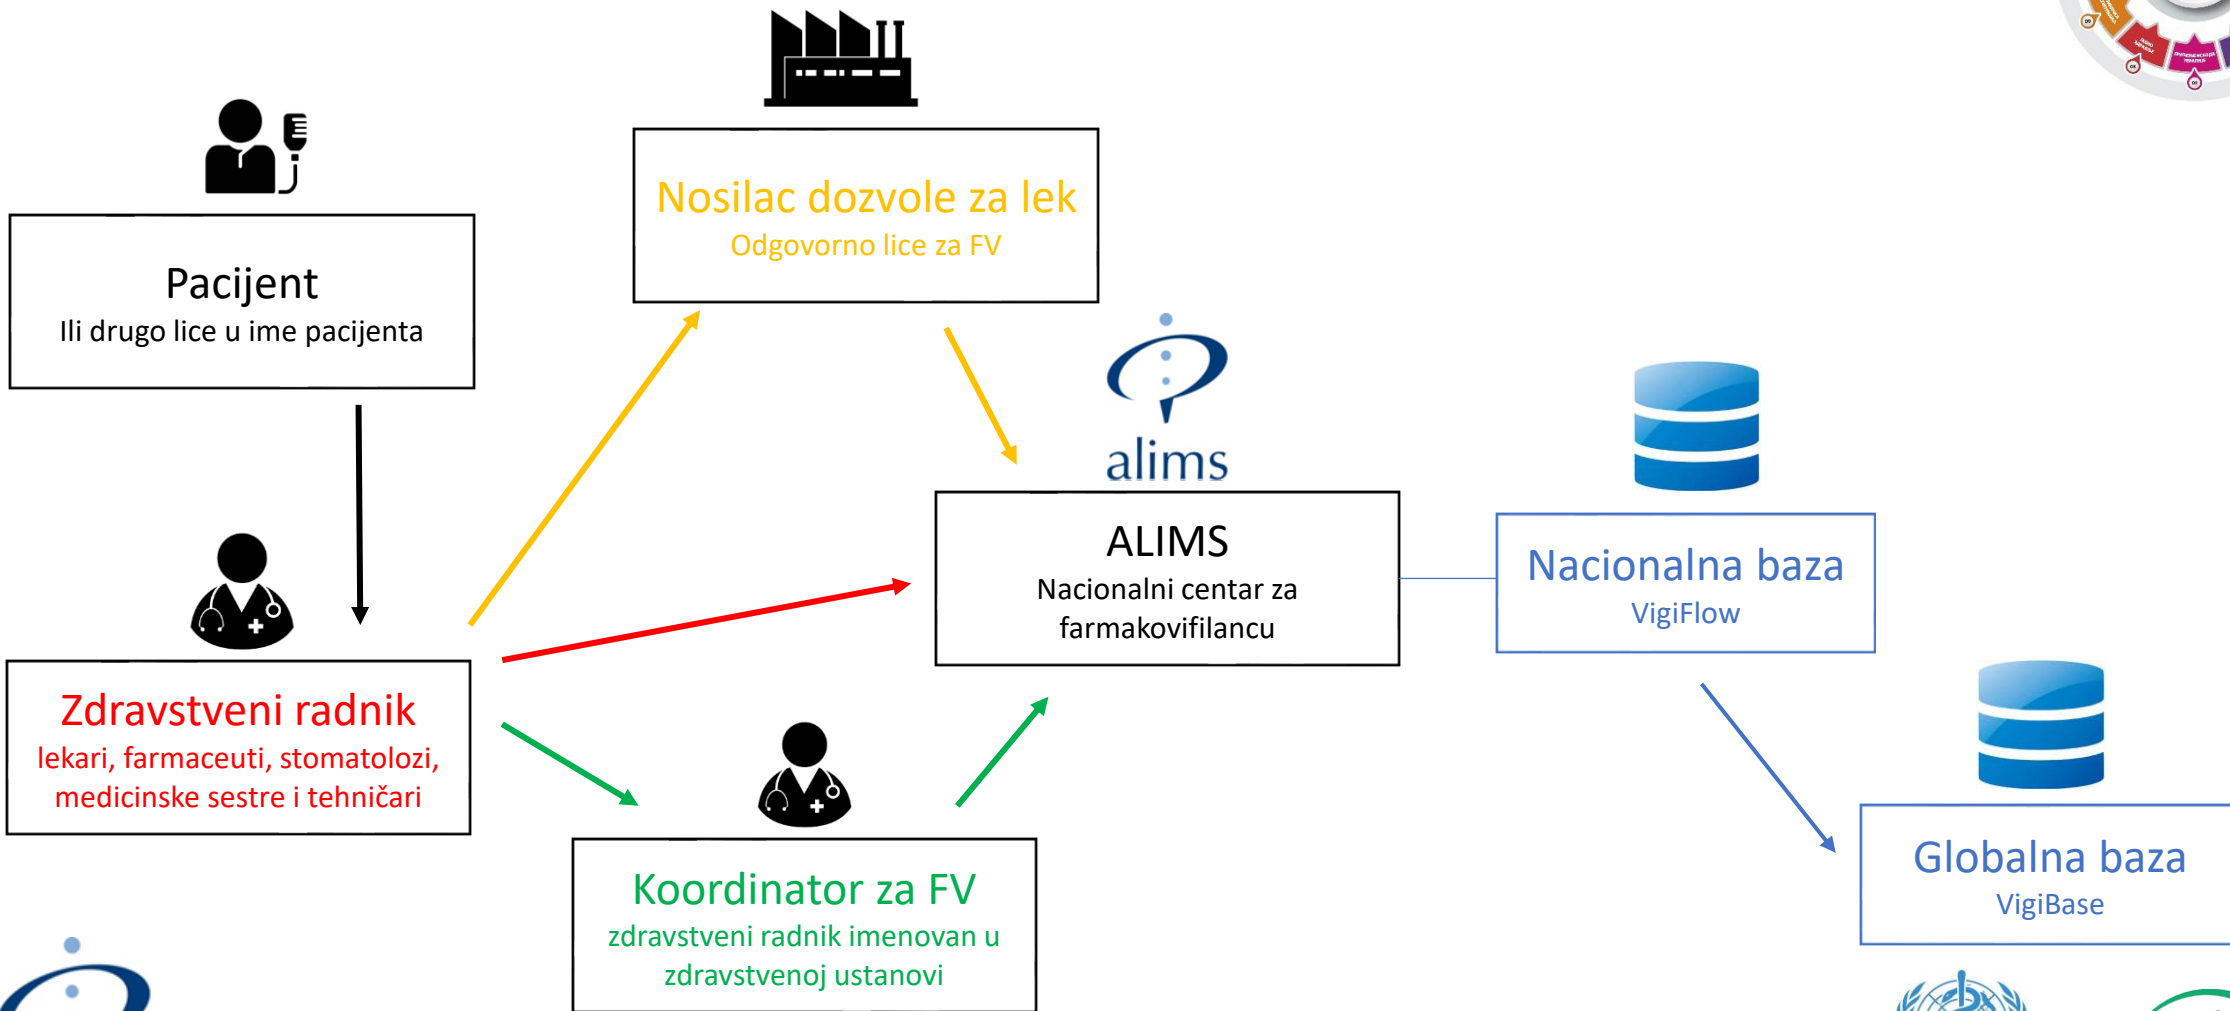 Nosilac dozvole za lek
Odgovorno lice za FV
Pacijent
Ili drugo lice u ime pacijenta
alims
ALIMS
Nacionalni centar za
farmakovifilancu
Nacionalna baza
VigiFlow
Zdravstveni radnik
lekari, farmaceuti, stomatolozi,
medicinske sestre i tehničari
Koordinator za FV
zdravstveni radnik imenovan u
zdravstvenoj ustanovi
Globalna baza
VigiBase